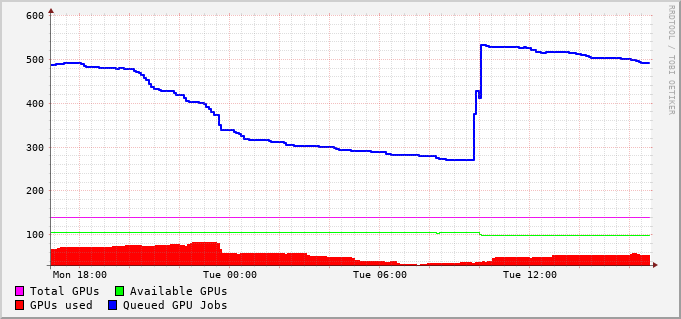 600
500
400
300
200
100
Mon 18:00 Tue 00:00 Tue 06:00 Tue 12:00
Total GPUs Available GPUs
GPUs used Queued GPU Jobs
RRDTOOL / TOBI OETIKER